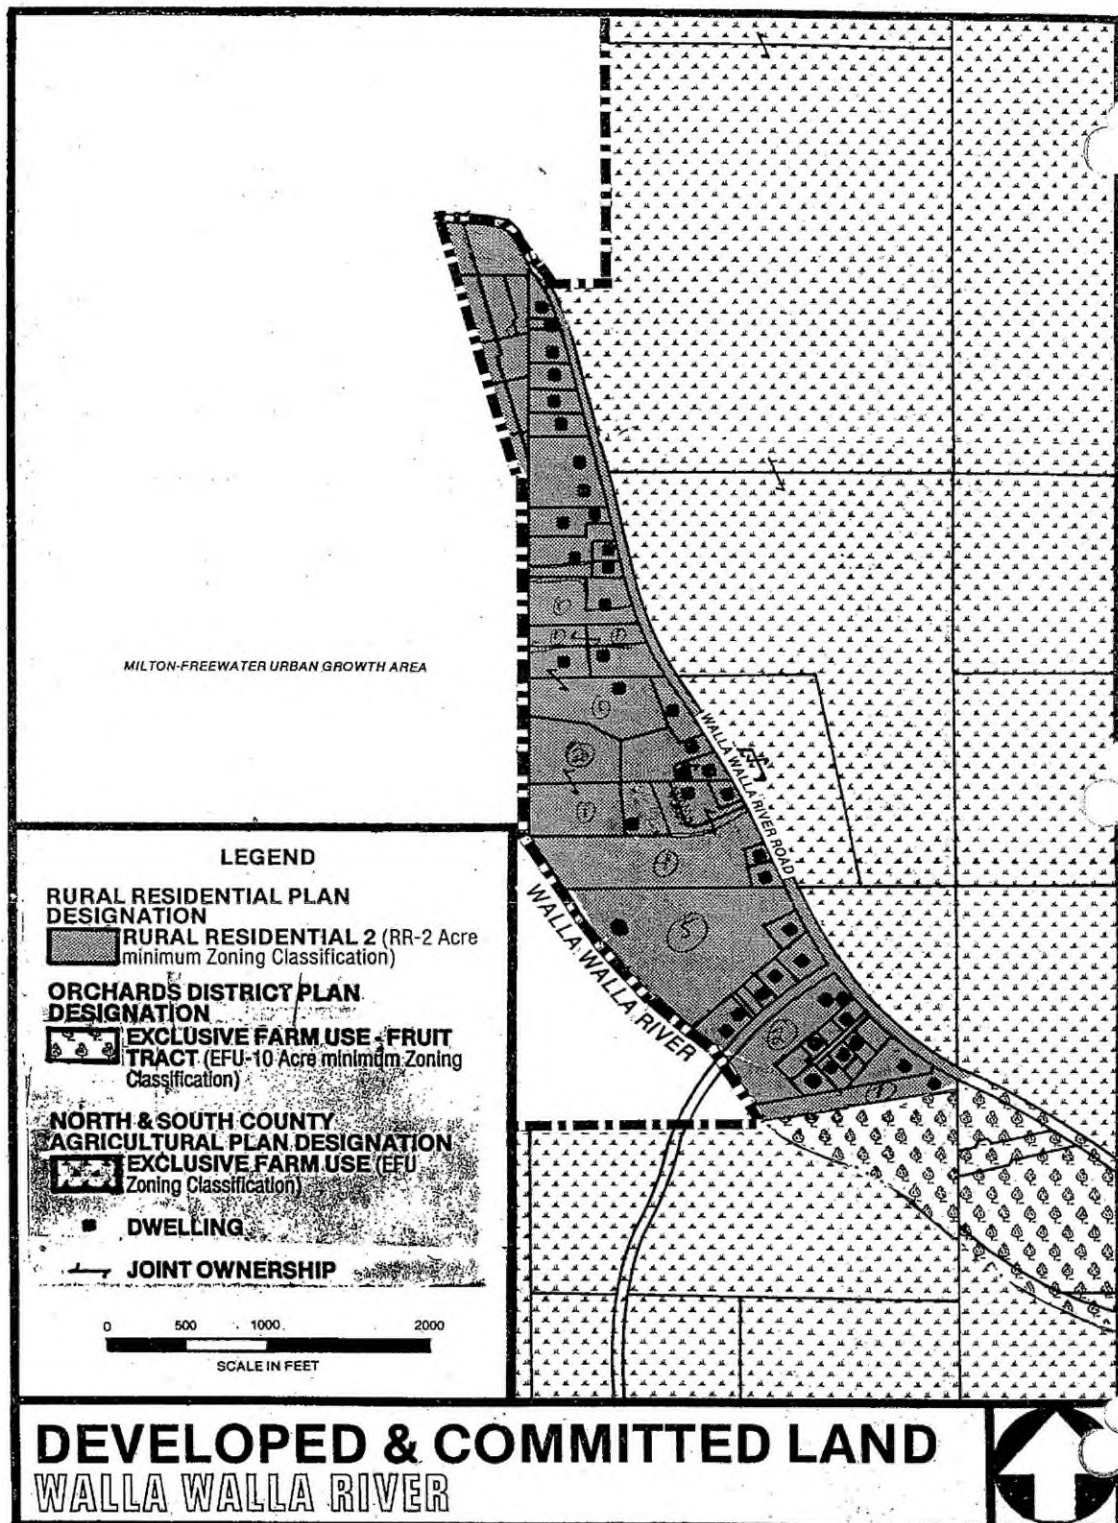 MILTON-FREEWATER URBAN GROWTH AREA
WALLA WALLA RIVER ROAD
5
WALLA WALLA RIVER
LEGEND
RURAL RESIDENTIAL PLAN
DESIGNATION
RURAL RESIDENTIAL 2 (RR-2 Acre
minimum Zoning Classification)
ORCHARDS DISTRICT PLAN
DESIGNATION
EXCLUSIVE FARM USE - FRUIT
TRACT (EFU-10 Acre minimum Zoning
Classification)
NORTH & SOUTH COUNTY
AGRICULTURAL PLAN DESIGNATION
EXCLUSIVE FARM USE (EFU
Zoning Classification)
DWELLING
JOINT OWNERSHIP
0 500 1000 2000
SCALE IN FEET
DEVELOPED & COMMITTED LAND
WALLA WALLA RIVER